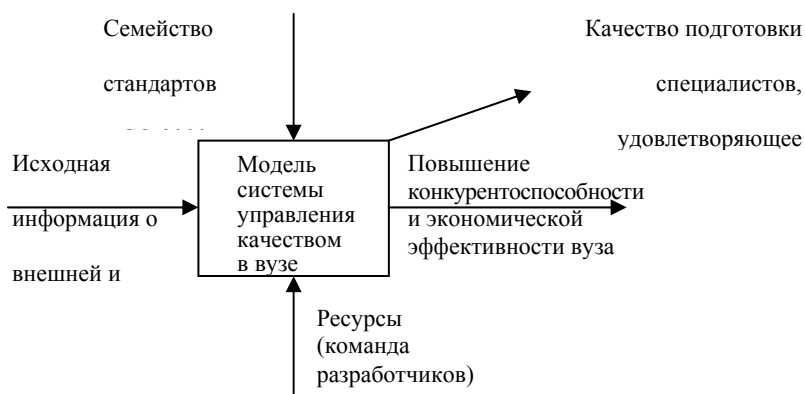 Семейство
стандартов
Качество подготовки
специалистов,
удовлетворяющее
Исходная
информация о
внешней и
Модель
системы
управления
качеством
в вузе
Повышение
конкурентоспособности
и экономической
эффективности вуза
Ресурсы
(команда
разработчиков)